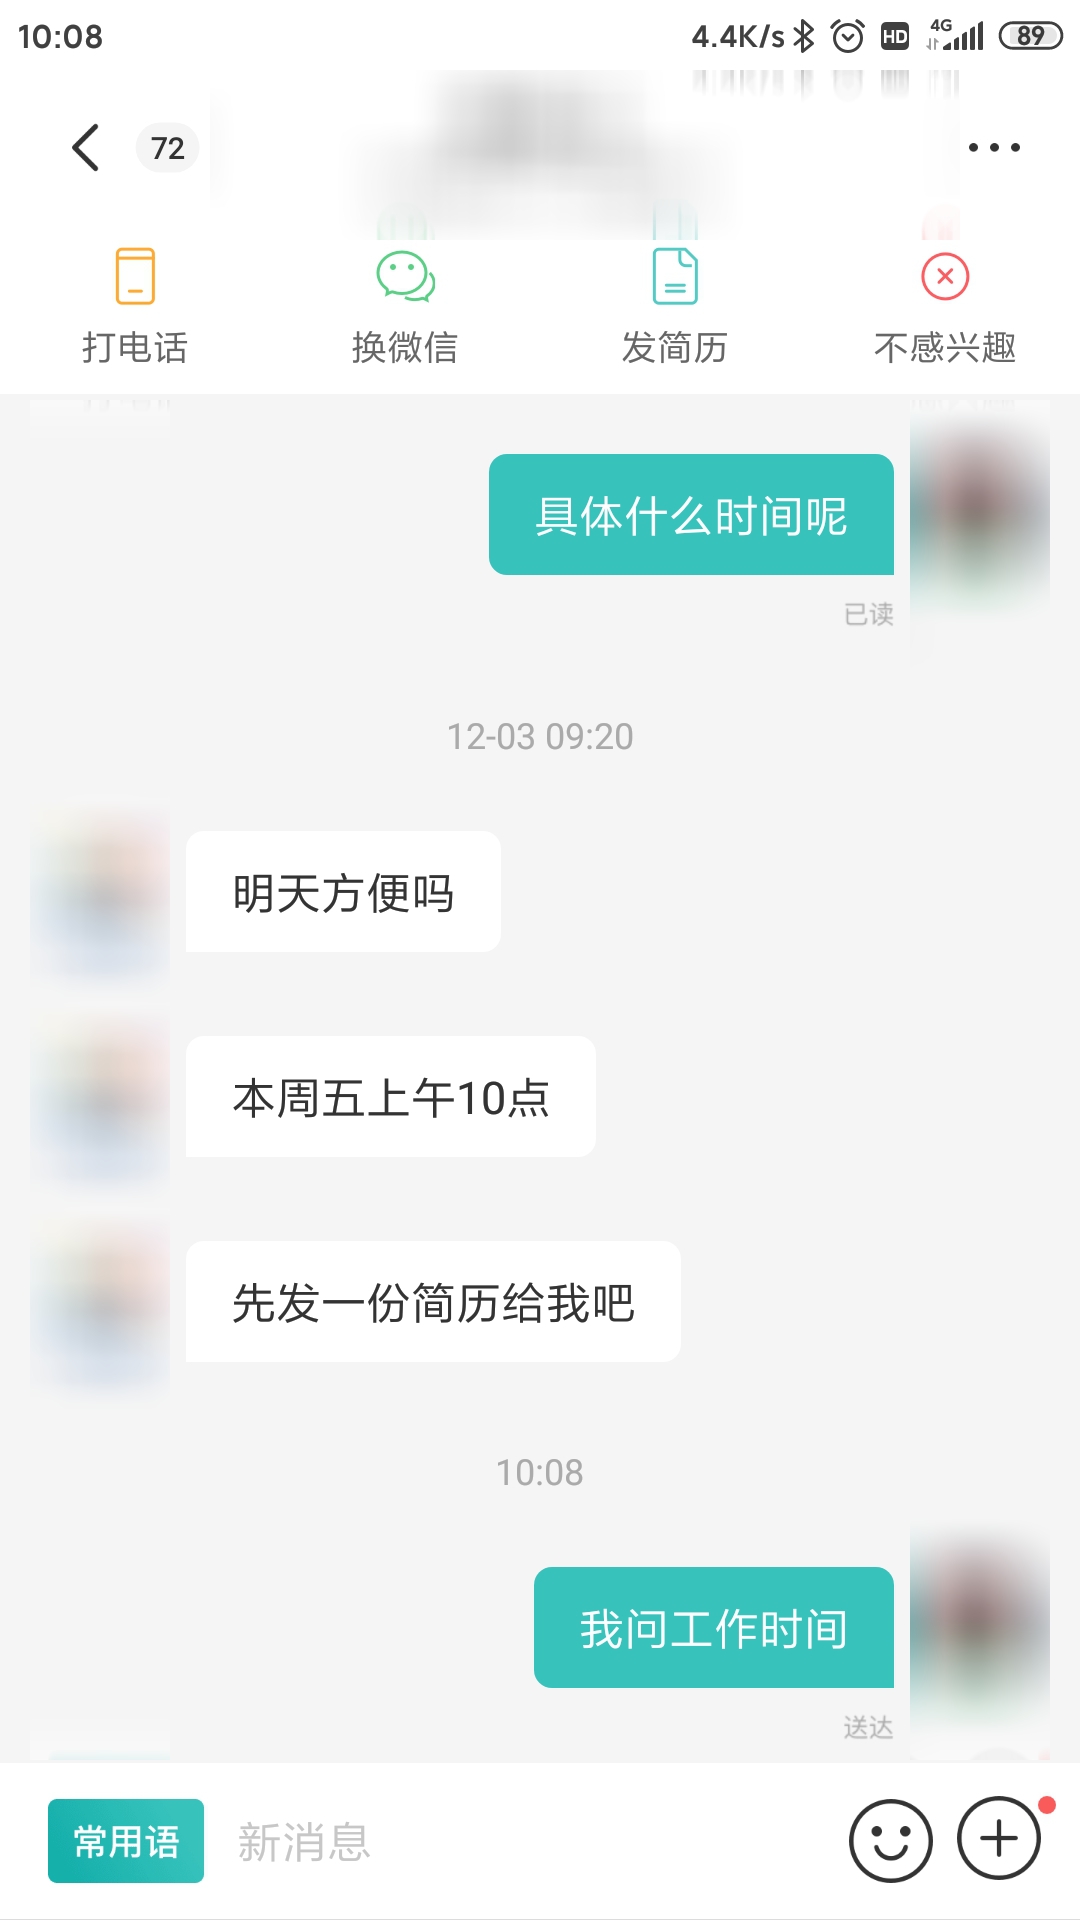 10:08 4.4K/s HD 4G 89
72
打电话 换微信 发简历 不感兴趣
具体什么时间呢
已读
12-03 09:20
明天方便吗
本周五上午10点
先发一份简历给我吧
10:08
我问工作时间
送达
常用语 新消息